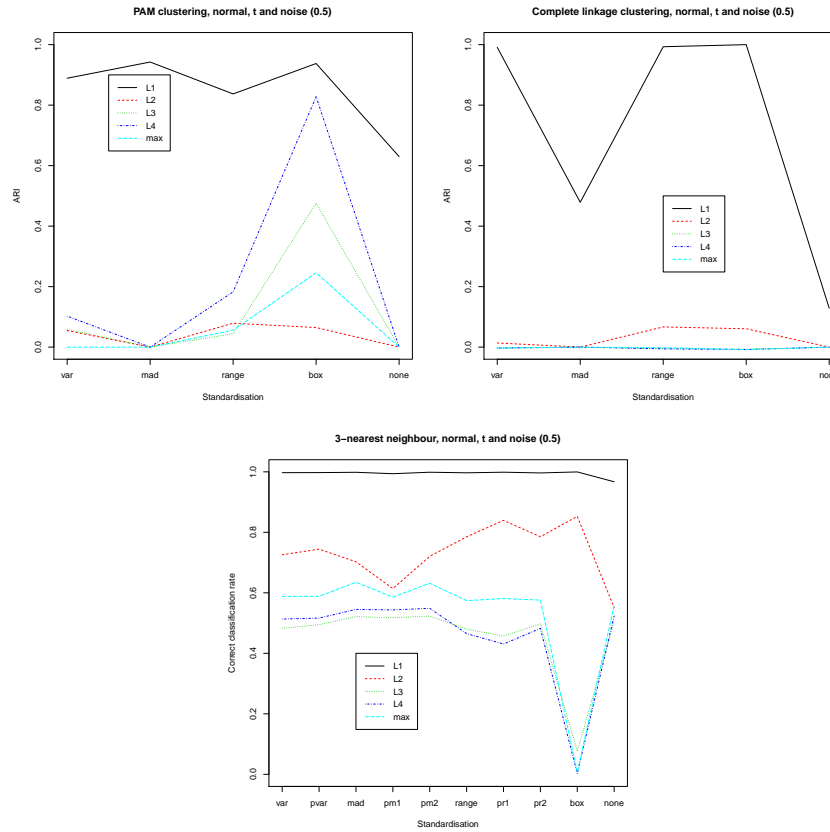 PAM clustering, normal, t and noise (0.5)
ARI
1.0
0.8
0.6
0.4
0.2
0.0
L1
L2
L3
L4
max
var
mad
range
box
none
Standardisation
Complete linkage clustering, normal, t and noise (0.5)
ARI
1.0
0.8
0.6
0.4
0.2
0.0
L1
L2
L3
L4
max
var
mad
range
box
non
Standardisation
3−nearest neighbour, normal, t and noise (0.5)
Correct classification rate
1.0
0.8
0.6
0.4
0.2
0.0
L1
L2
L3
L4
max
var
pvar
mad
pm1
pm2
range
pr1
pr2
box
none
Standardisation